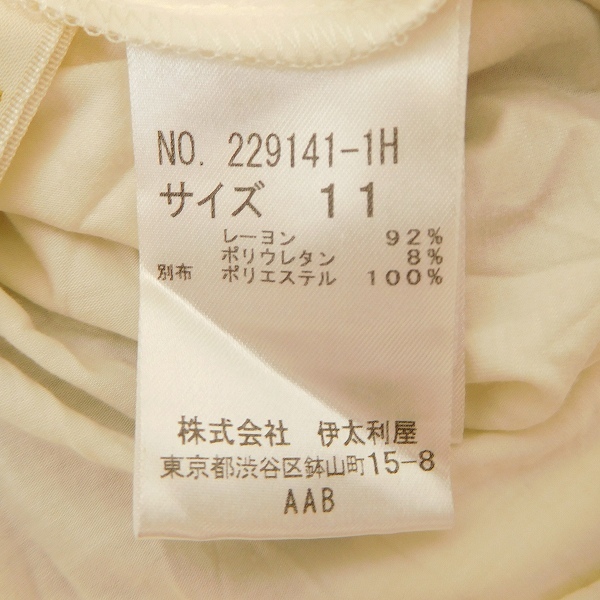 NO. 229141-1H
サイズ 11
レーヨン 92%
ポリウレタン 8%
別布 ポリエステル 100%
株式会社 伊太利屋
東京都渋谷区鉢山町15-8
AAB